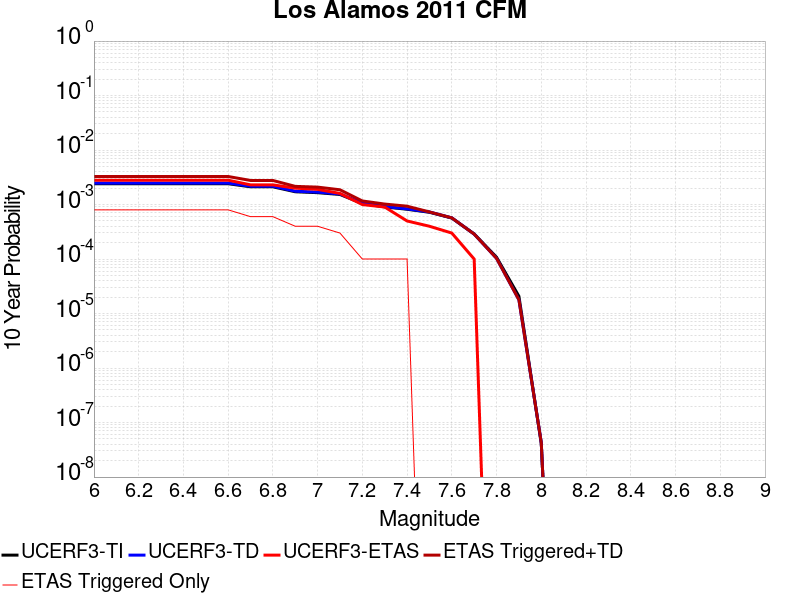 Los Alamos 2011 CFM
10^0
10^-1
10^-2
10^-3
10^-4
10^-5
10^-6
10^-7
10^-8
10 Year Probability
6 6.2 6.4 6.6 6.8 7 7.2 7.4 7.6 7.8 8 8.2 8.4 8.6 8.8 9
Magnitude
UCERF3-TI UCERF3-TD UCERF3-ETAS ETAS Triggered+TD
ETAS Triggered Only